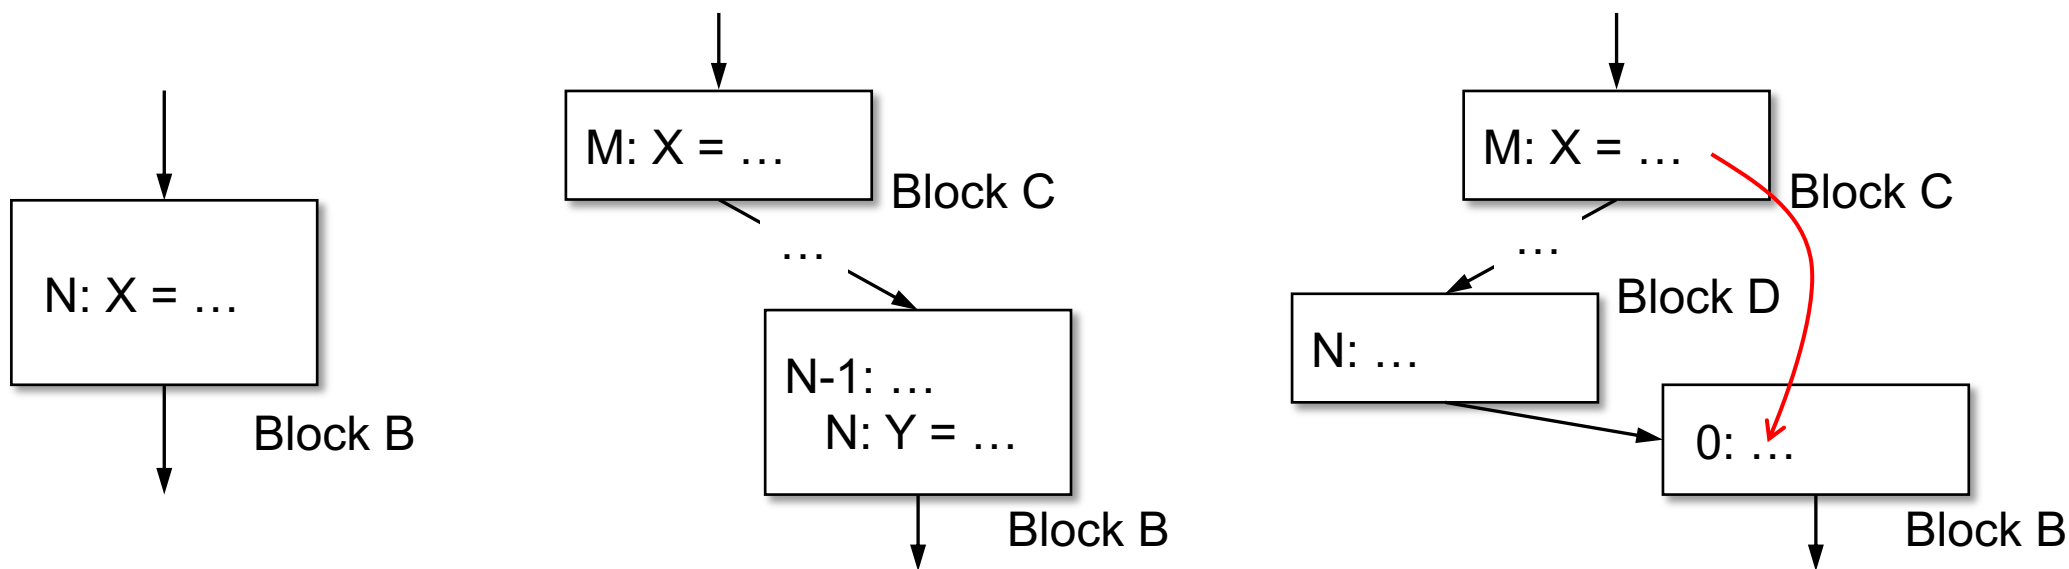 N: X = …
Block B
M: X = …
Block C
…
N-1: …
N: Y = …
Block B
M: X = …
Block C
…
Block D
N: …
0: …
Block B